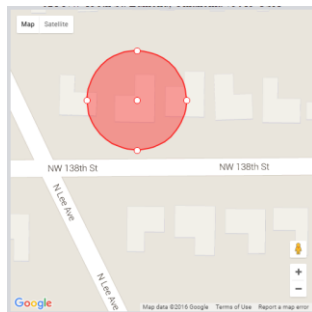 Map Satellite
NW 138th St
NW 138th St
N Lee Ave
N Lee Ave
+
−
Google
Map data ©2016 Google Terms of Use Report a map error